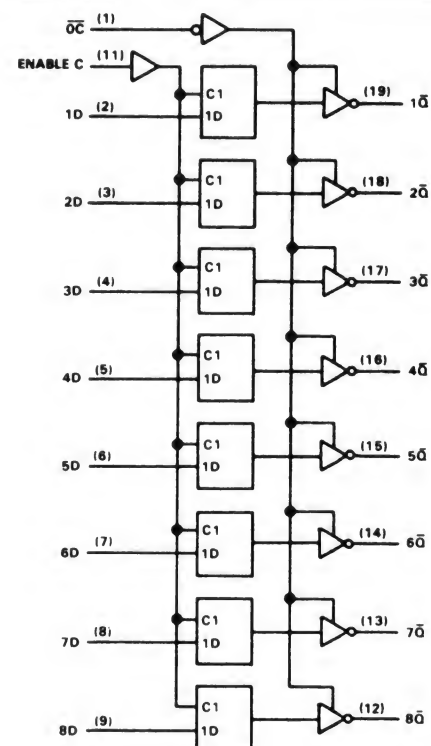 O̅C̅ (1)
ENABLE C (11)
C1 (19)
1D (2) 1D 1Q̅
C1 (18)
2D (3) 1D 2Q̅
C1 (17)
3D (4) 1D 3Q̅
C1 (16)
4D (5) 1D 4Q̅
C1 (15)
5D (6) 1D 5Q̅
C1 (14)
6D (7) 1D 6Q̅
C1 (13)
7D (8) 1D 7Q̅
C1 (12)
8D (9) 1D 8Q̅